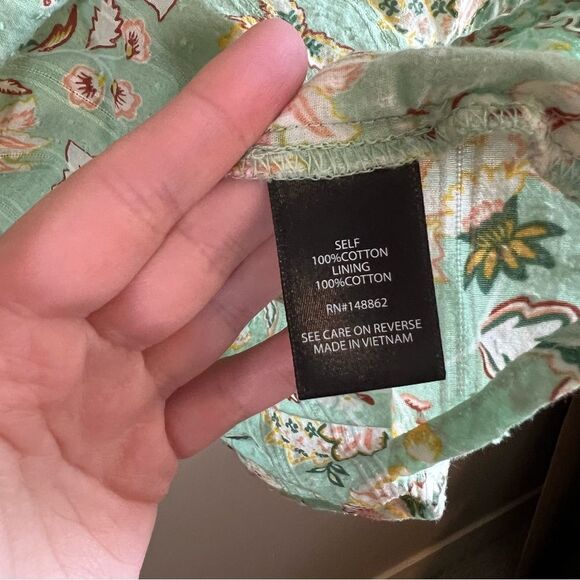 SELF
100%COTTON
LINING
100%COTTON
RN#148862
SEE CARE ON REVERSE
MADE IN VIETNAM